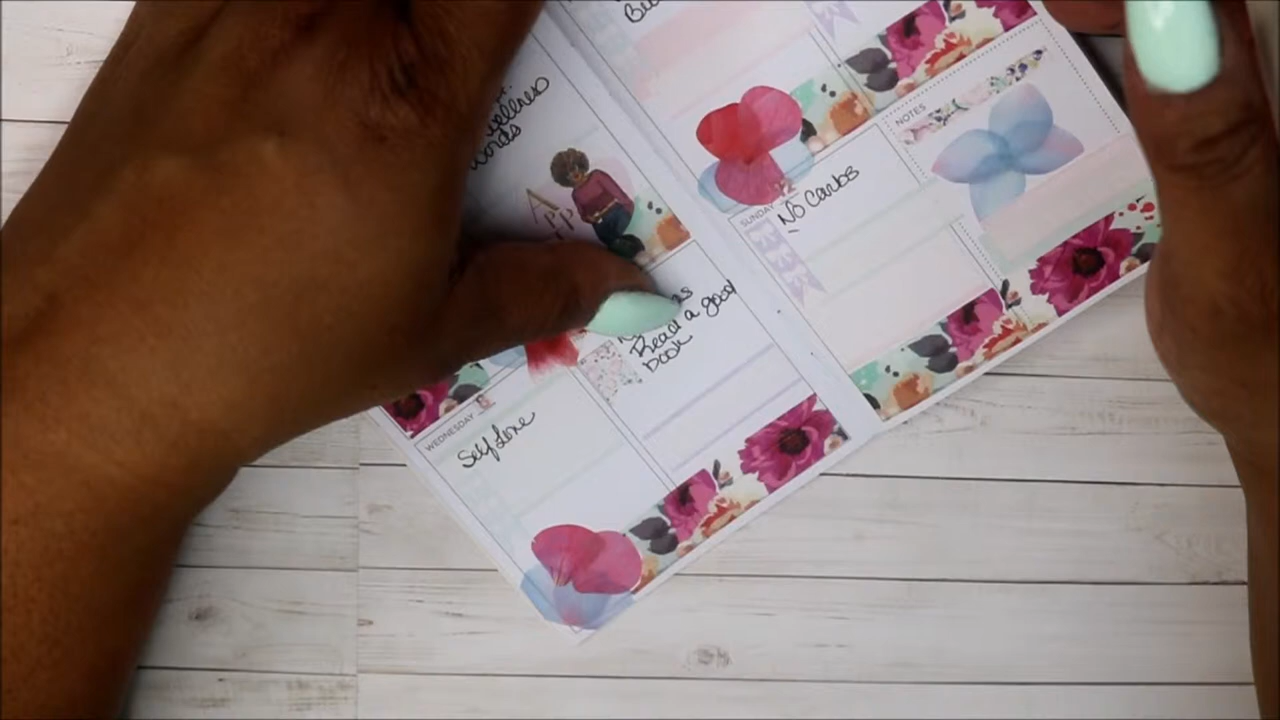 Wellness
Words
Read a good
book
WEDNESDAY
Self Love
SUNDAY
No Carbs
NOTES